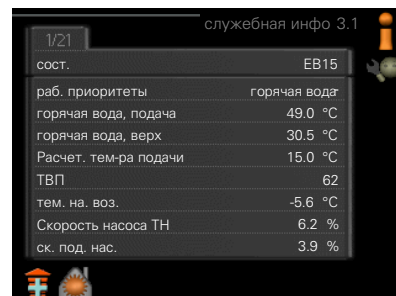 служебная инфо 3.1
1/21
сост. EB15
раб. приоритеты горячая вода
горячая вода, подача 49.0 °C
горячая вода, верх 30.5 °C
Расчет. тем-ра подачи 15.0 °C
ТВП 62
тем. на. воз. -5.6 °C
Скорость насоса ТН 6.2 %
ск. под. нас. 3.9 %